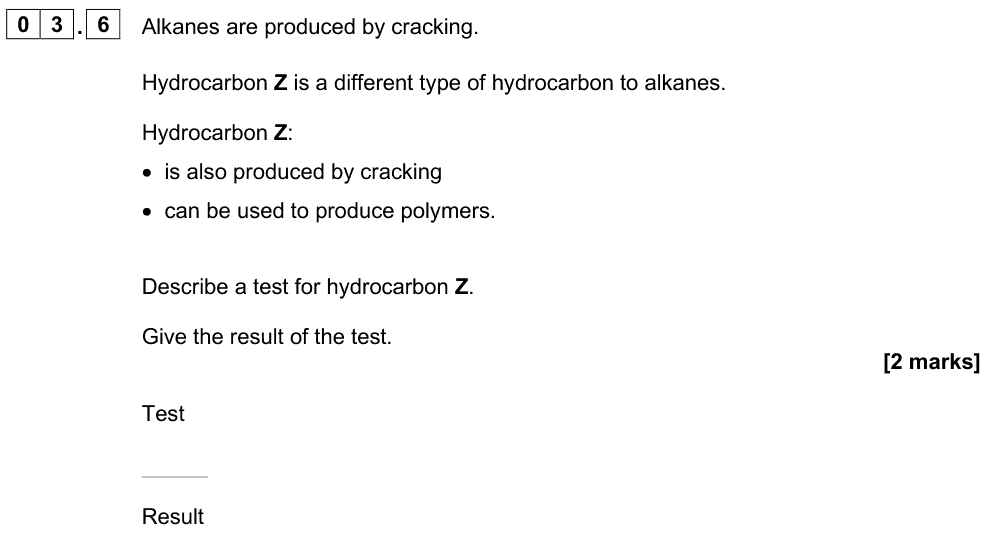 0 3 . 6 Alkanes are produced by cracking.
Hydrocarbon Z is a different type of hydrocarbon to alkanes.
Hydrocarbon Z:
• is also produced by cracking
• can be used to produce polymers.
Describe a test for hydrocarbon Z.
Give the result of the test.
[2 marks]
Test
Result